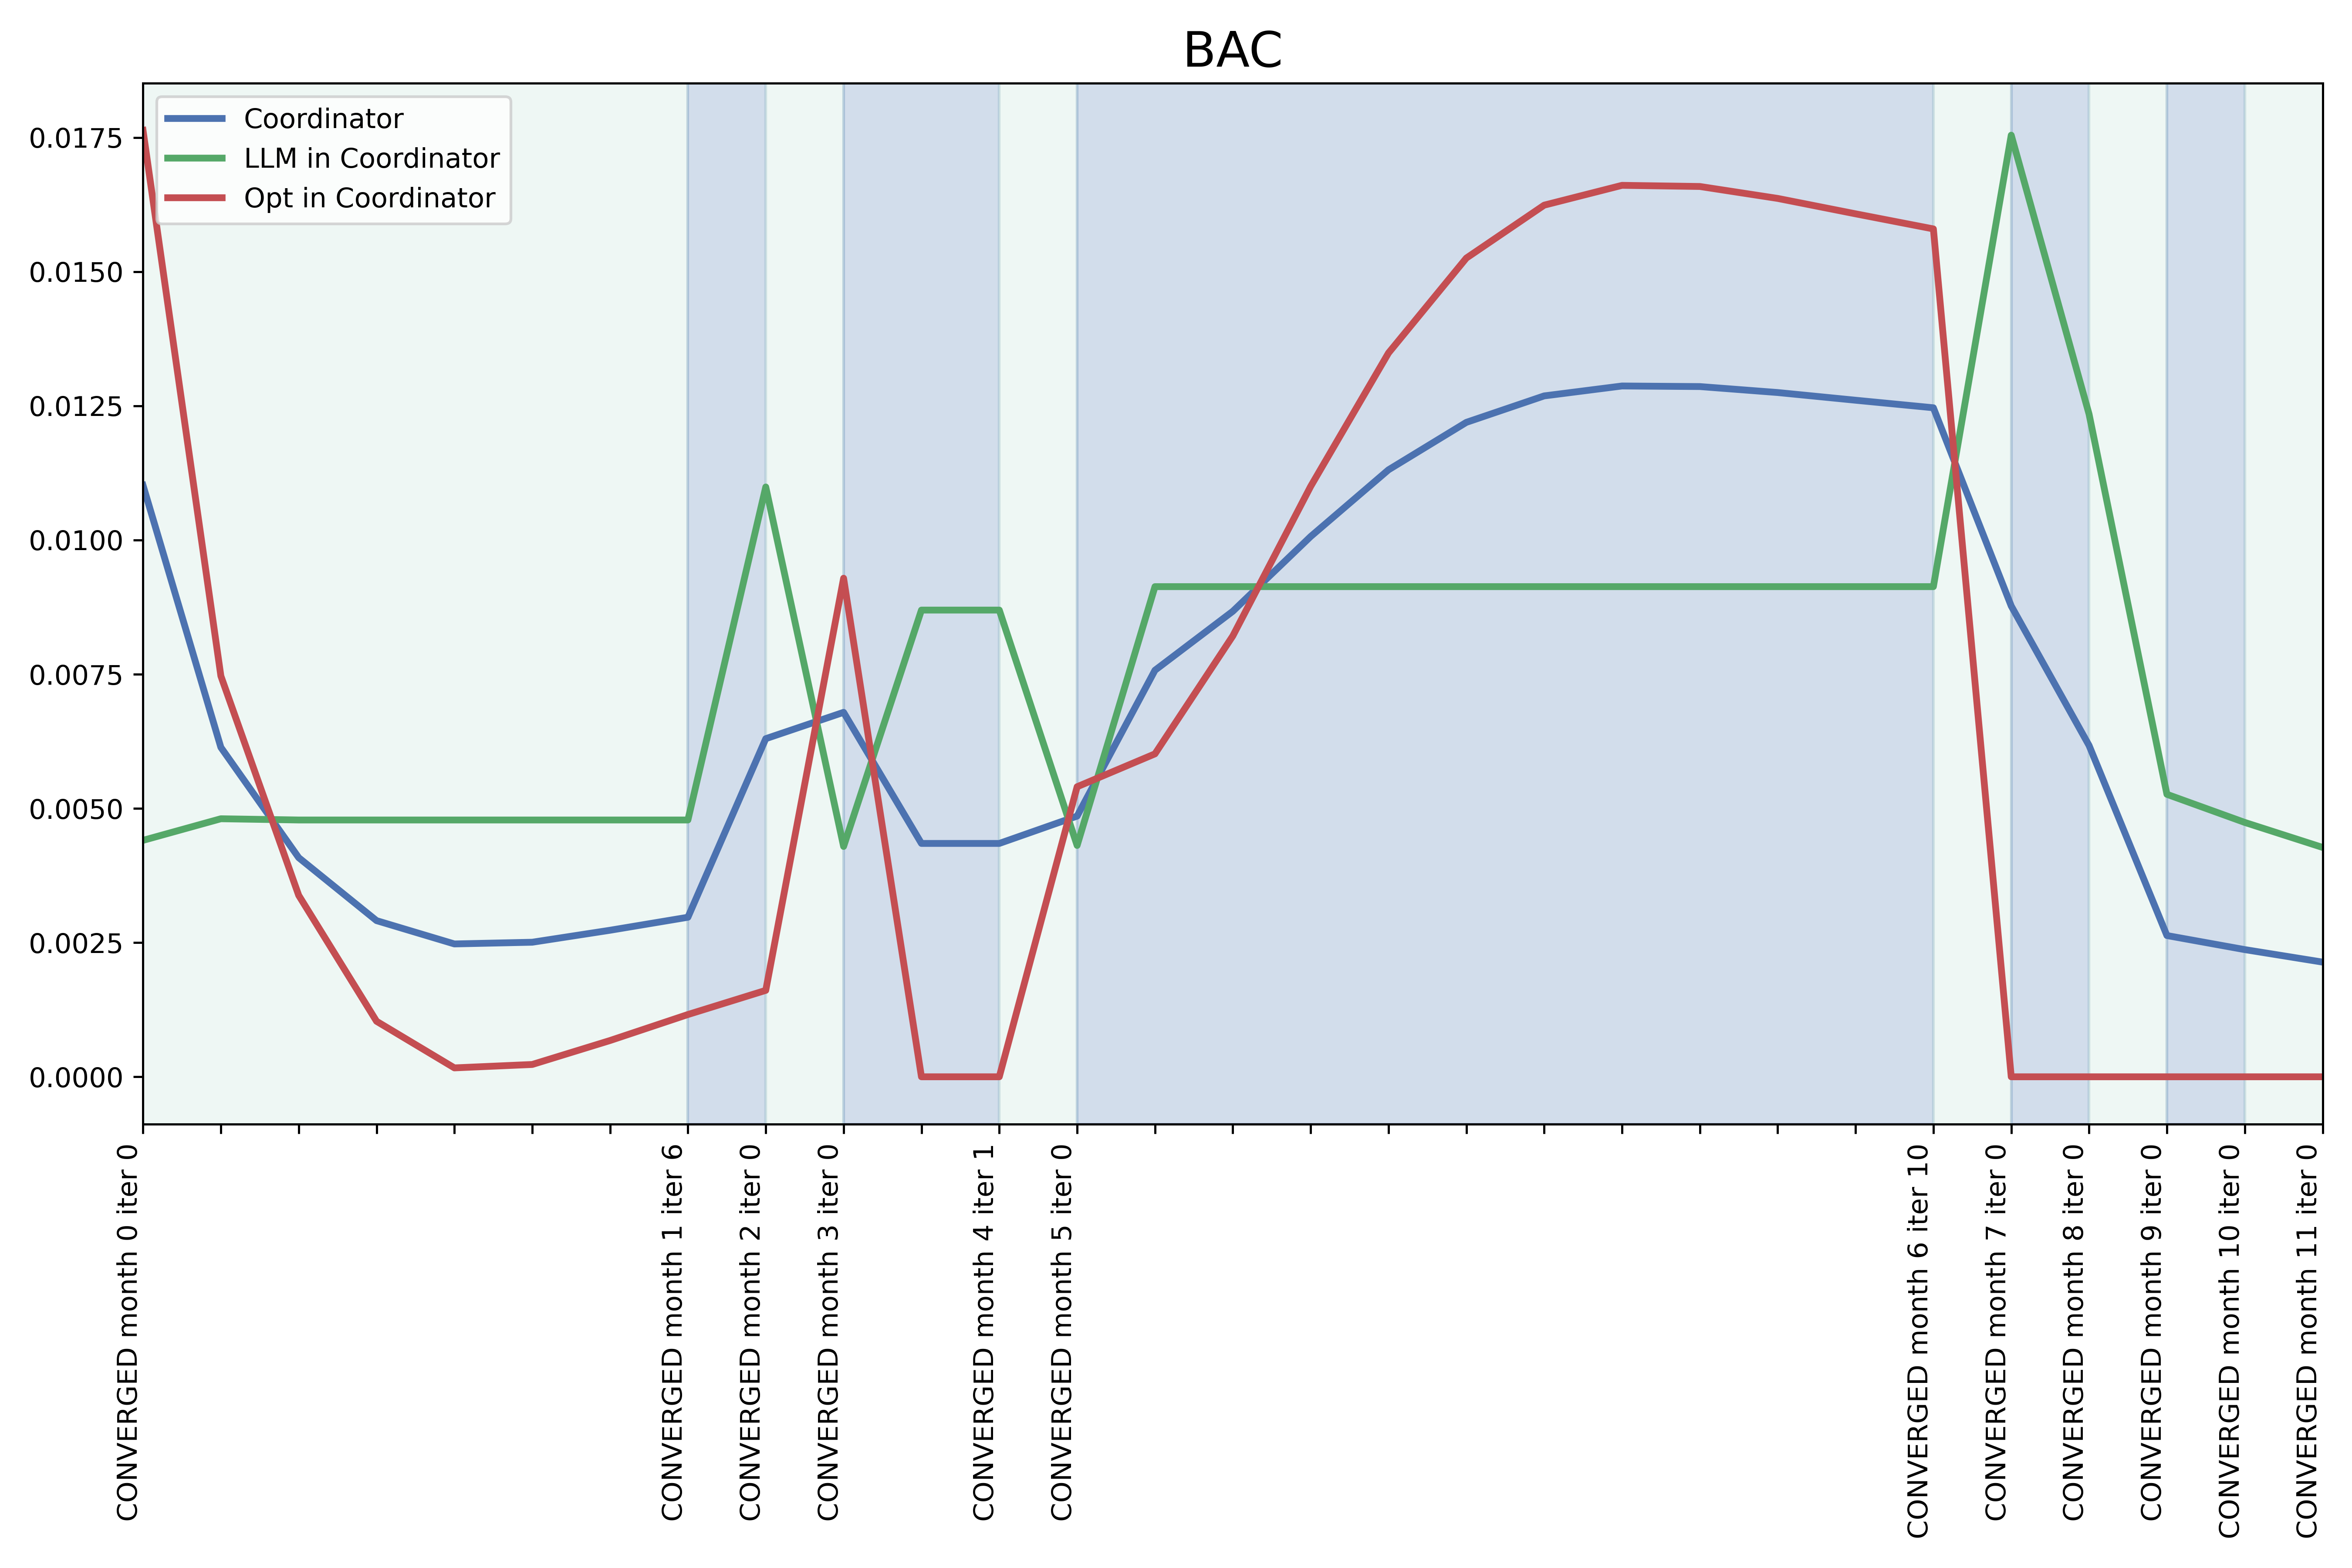 BAC
Coordinator
LLM in Coordinator
Opt in Coordinator
0.0175
0.0150
0.0125
0.0100
0.0075
0.0050
0.0025
0.0000
CONVERGED month 0 iter 0
CONVERGED month 1 iter 6
CONVERGED month 2 iter 0
CONVERGED month 3 iter 0
CONVERGED month 4 iter 1
CONVERGED month 5 iter 0
CONVERGED month 6 iter 10
CONVERGED month 7 iter 0
CONVERGED month 8 iter 0
CONVERGED month 9 iter 0
CONVERGED month 10 iter 0
CONVERGED month 11 iter 0